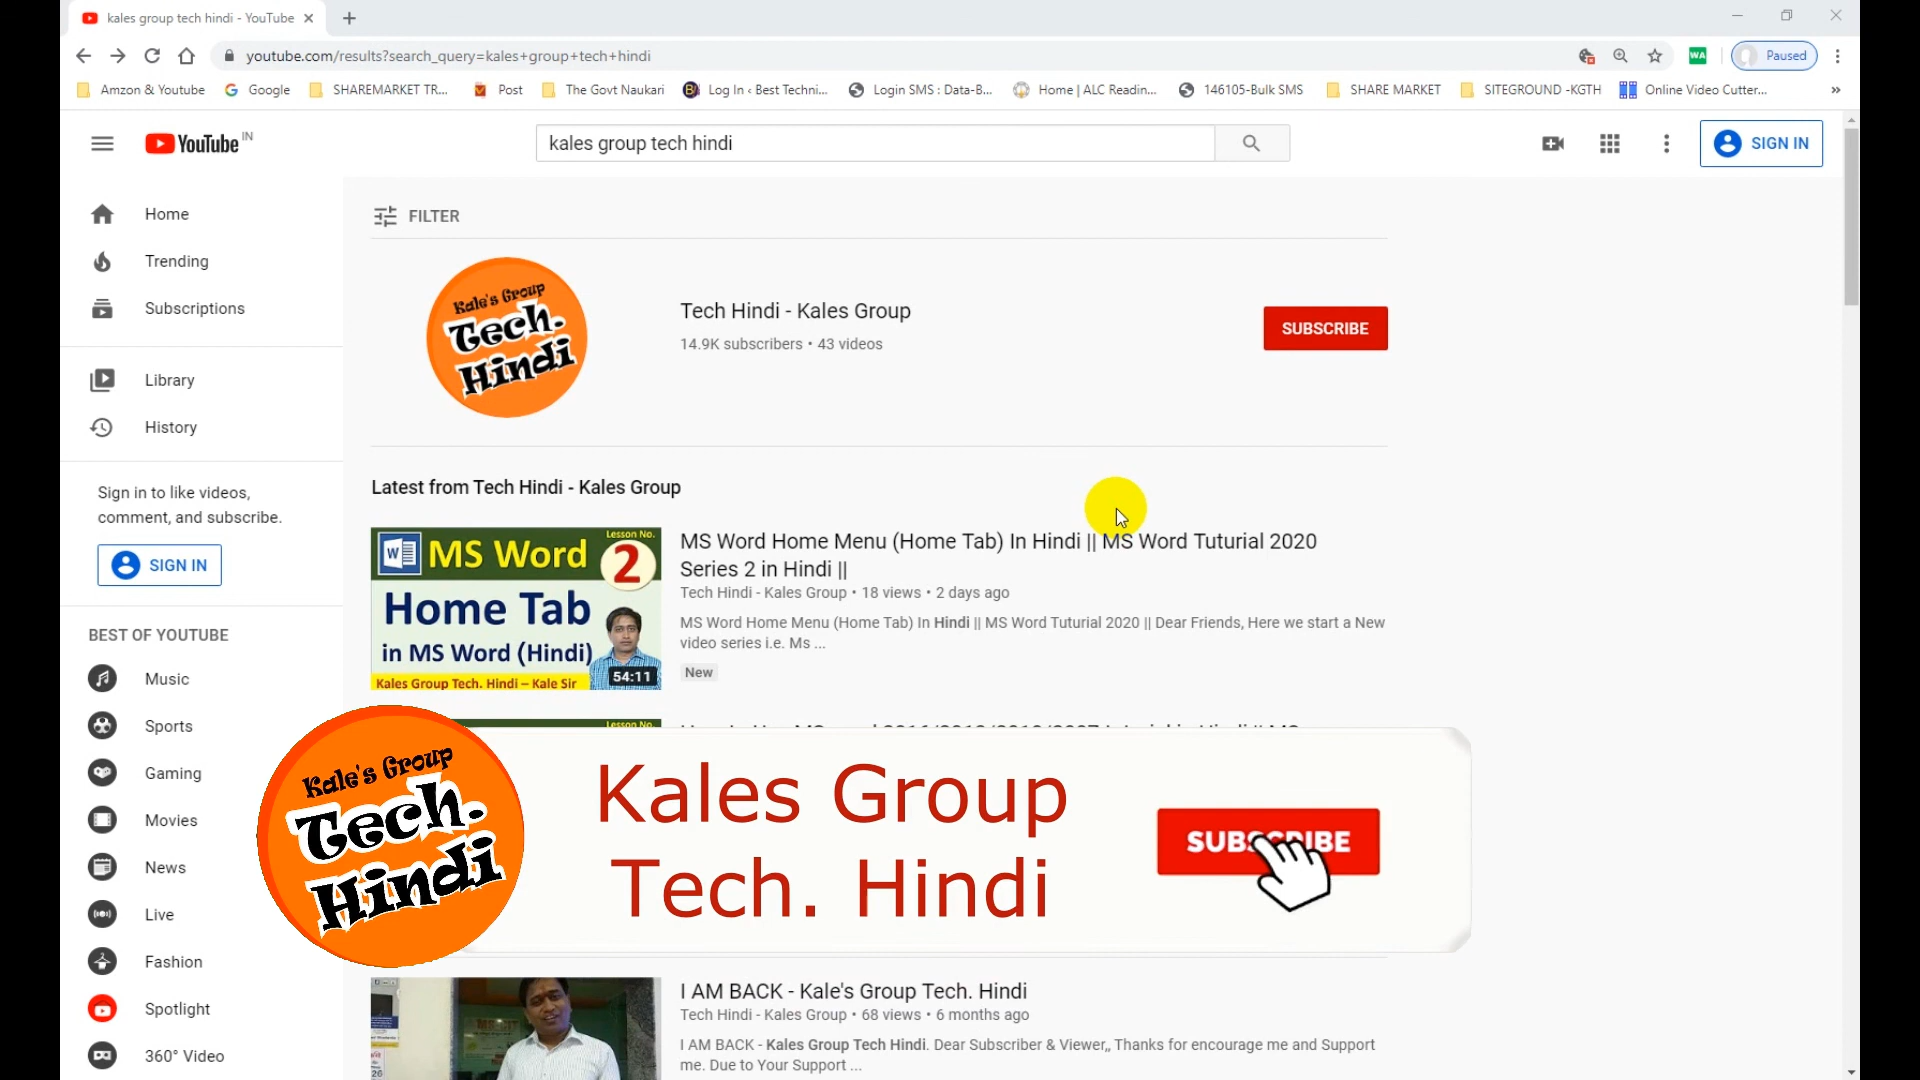 kales group tech hindi - YouTube
youtube.com/results?search_query=kales+group+tech+hindi
WA
Paused
Amzon & Youtube
Google
SHAREMARKET TR...
Post
The Govt Naukari
Log In ‹ Best Techni...
Login SMS : Data-B...
Home | ALC Readin...
146105-Bulk SMS
SHARE MARKET
SITEGROUND -KGTH
Online Video Cutter...
»
YouTube IN
kales group tech hindi
SIGN IN
Home
Trending
Subscriptions
Library
History
Sign in to like videos,
comment, and subscribe.
SIGN IN
BEST OF YOUTUBE
Music
Sports
Gaming
Movies
News
Live
Fashion
Spotlight
360° Video
FILTER
Kale's Group
Tech.
Hindi
Tech Hindi - Kales Group
14.9K subscribers • 43 videos
SUBSCRIBE
Latest from Tech Hindi - Kales Group
Lesson No.
W MS Word 2
Home Tab
in MS Word (Hindi)
54:11
Kales Group Tech. Hindi – Kale Sir
MS Word Home Menu (Home Tab) In Hindi || MS Word Tuturial 2020
Series 2 in Hindi ||
Tech Hindi - Kales Group • 18 views • 2 days ago
MS Word Home Menu (Home Tab) In Hindi || MS Word Tuturial 2020 || Dear Friends, Here we start a New
video series i.e. Ms ...
New
Lesson No.
Kale's Group
Tech.
Hindi
Kales Group
Tech. Hindi
SUBSCRIBE
I AM BACK - Kale's Group Tech. Hindi
Tech Hindi - Kales Group • 68 views • 6 months ago
I AM BACK - Kales Group Tech Hindi. Dear Subscriber & Viewer,, Thanks for encourage me and Support
me. Due to Your Support ...